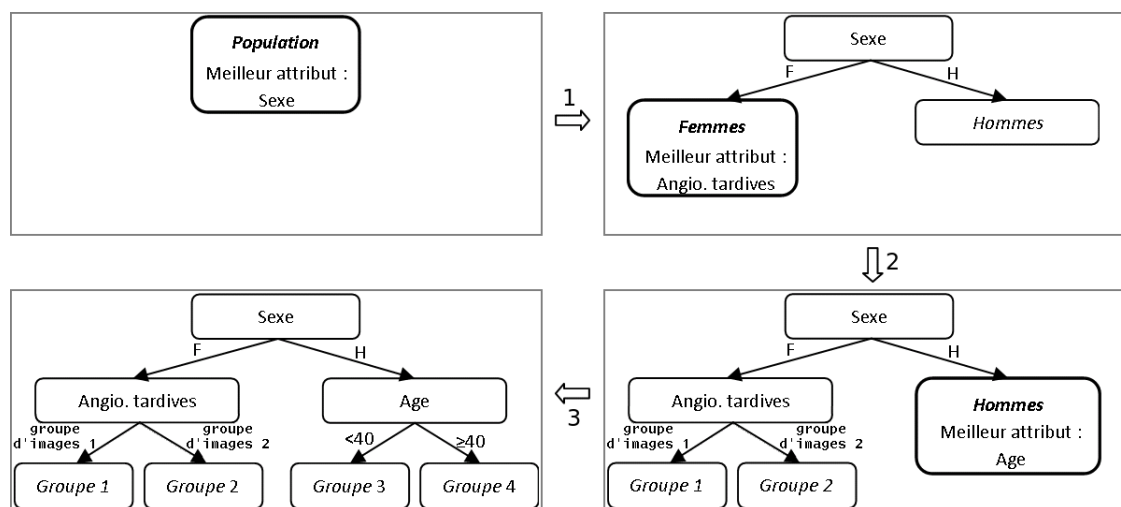 Population
Meilleur attribut :
Sexe
1
Sexe
F
H
Femmes
Meilleur attribut :
Angio. tardives
Hommes
2
Sexe
F
H
Angio. tardives
groupe
d'images 1
groupe
d'images 2
Groupe 1
Groupe 2
Hommes
Meilleur attribut :
Age
3
Sexe
F
H
Angio. tardives
Age
groupe
d'images 1
groupe
d'images 2
<40
≥40
Groupe 1
Groupe 2
Groupe 3
Groupe 4